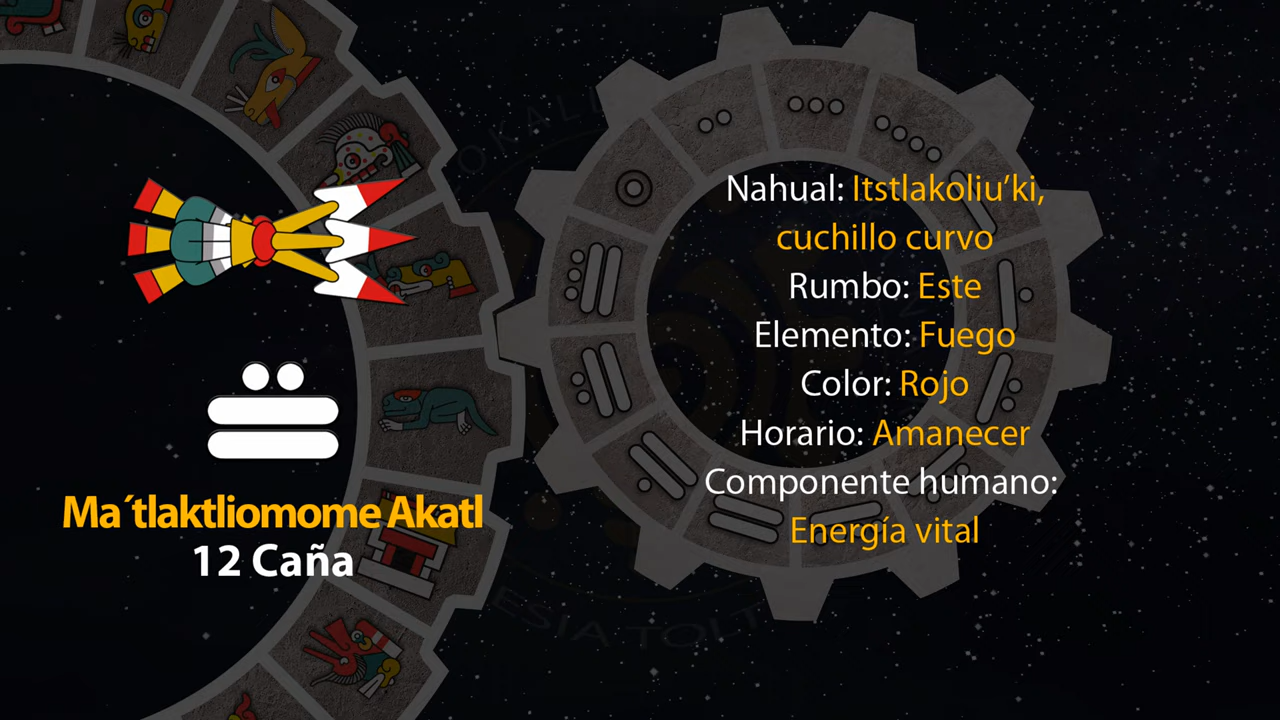 Ma´tlaktliomome Akatl
12 Caña
Nahual: Itstlakoliu’ki,
cuchillo curvo
Rumbo: Este
Elemento: Fuego
Color: Rojo
Horario: Amanecer
Componente humano:
Energía vital